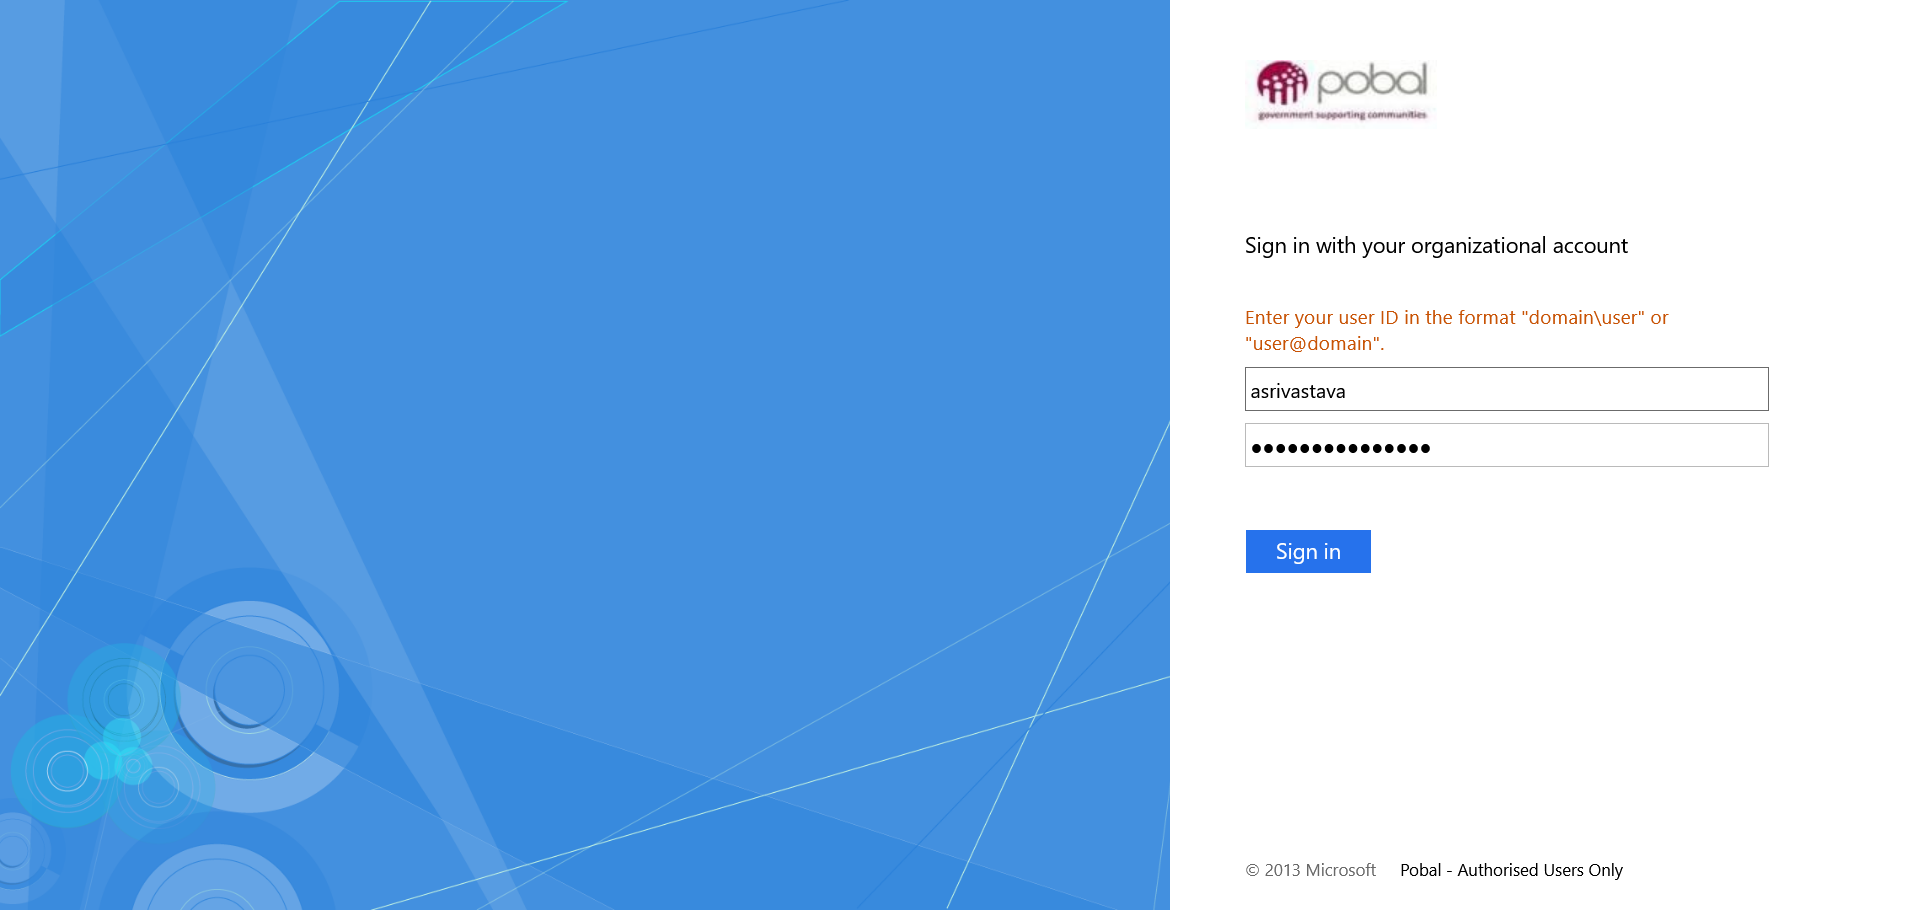 pobal
government supporting communities
Sign in with your organizational account
Enter your user ID in the format "domain\user" or
"user@domain".
asrivastava
●●●●●●●●●●●●●●●
Sign in
© 2013 Microsoft Pobal - Authorised Users Only